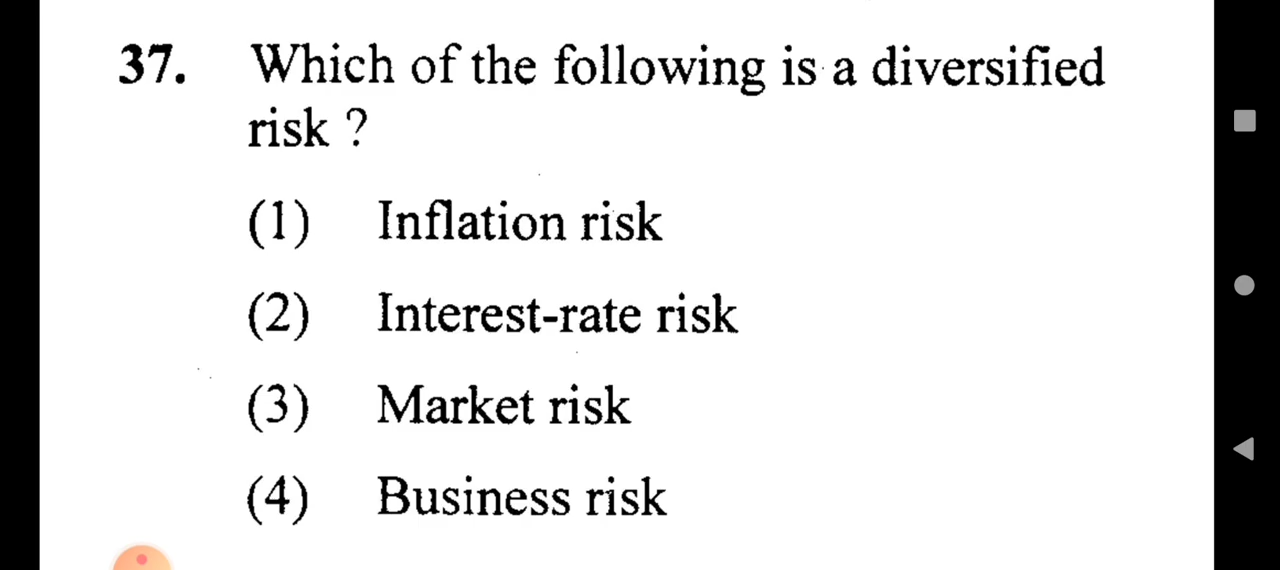 37. Which of the following is a diversified
risk ?
(1) Inflation risk
(2) Interest-rate risk
(3) Market risk
(4) Business risk